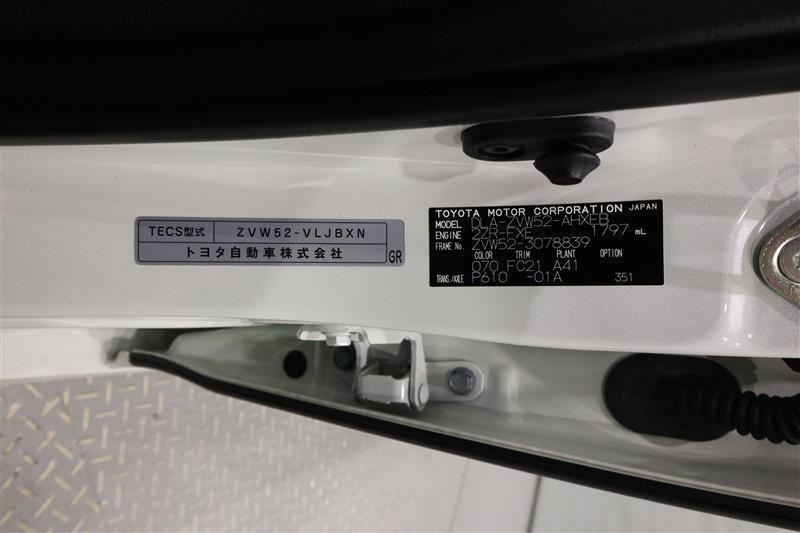 TECS型式 ZVW52-VLJBXN
トヨタ自動車株式会社
GR
TOYOTA MOTOR CORPORATION JAPAN
MODEL DLA-ZVW52-AHXEB
ENGINE 2ZR-FXE 1797 mL
FRAME No. ZVW52-3078839
COLOR TRIM PLANT OPTION
070 FC21 A41
TRANS./AXLE P610 -01A 351